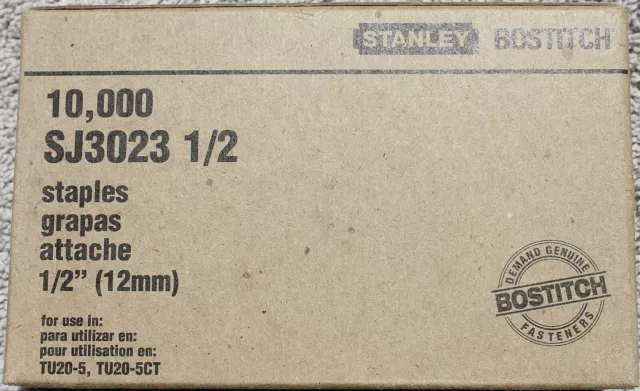 STANLEY BOSTITCH
10,000
SJ3023 1/2
staples
grapas
attache
1/2" (12mm)
for use in:
para utilizar en:
pour utilisation en:
TU20-5, TU20-5CT
DEMAND GENUINE
BOSTITCH
FASTENERS